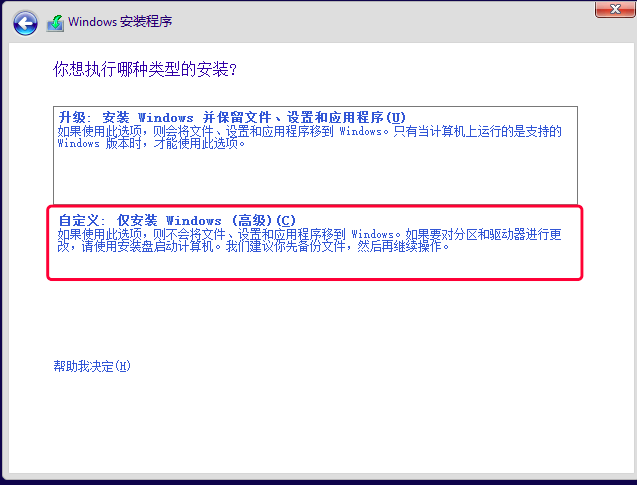 Windows 安装程序
你想执行哪种类型的安装?
升级: 安装 Windows 并保留文件、设置和应用程序(U)
如果使用此选项，则会将文件、设置和应用程序移到 Windows。只有当计算机上运行的是支持的
Windows 版本时，才能使用此选项。
自定义: 仅安装 Windows (高级)(C)
如果使用此选项，则不会将文件、设置和应用程序移到 Windows。如果要对分区和驱动器进行更
改，请使用安装盘启动计算机。我们建议你先备份文件，然后再继续操作。
帮助我决定(H)